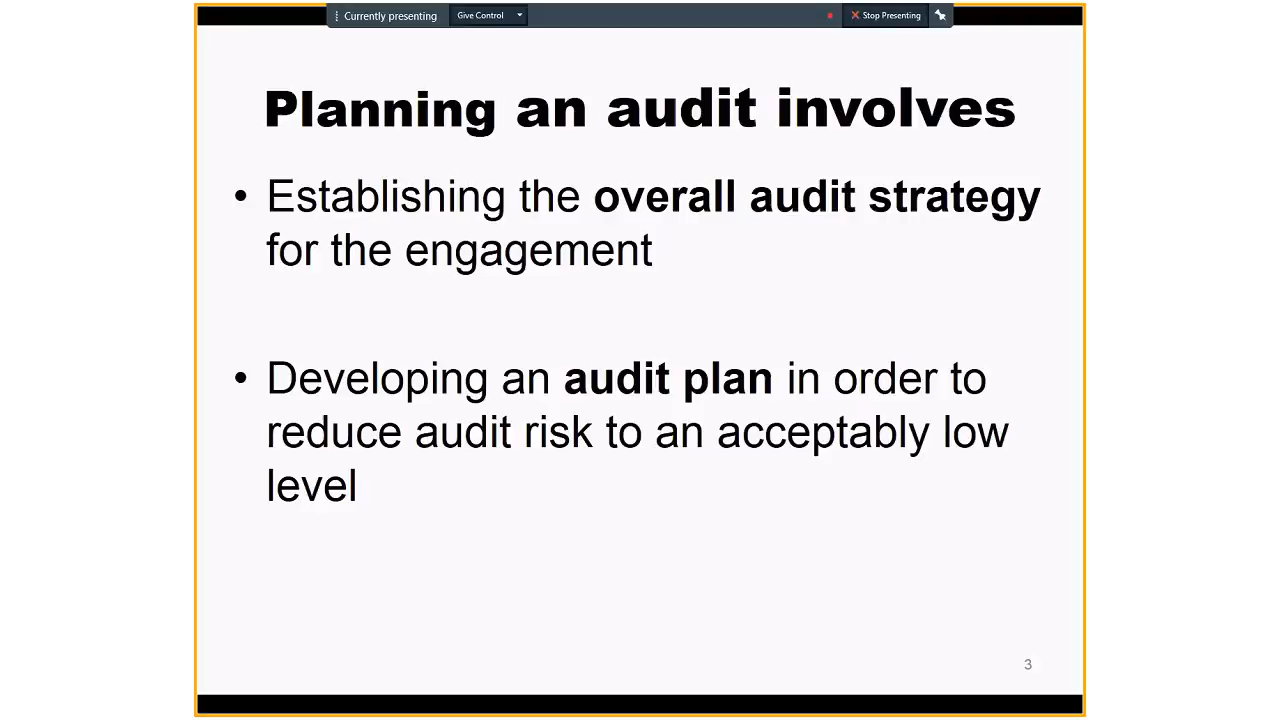 Currently presenting
Give Control
Stop Presenting
Planning an audit involves
• Establishing the overall audit strategy
for the engagement
• Developing an audit plan in order to
reduce audit risk to an acceptably low
level
3